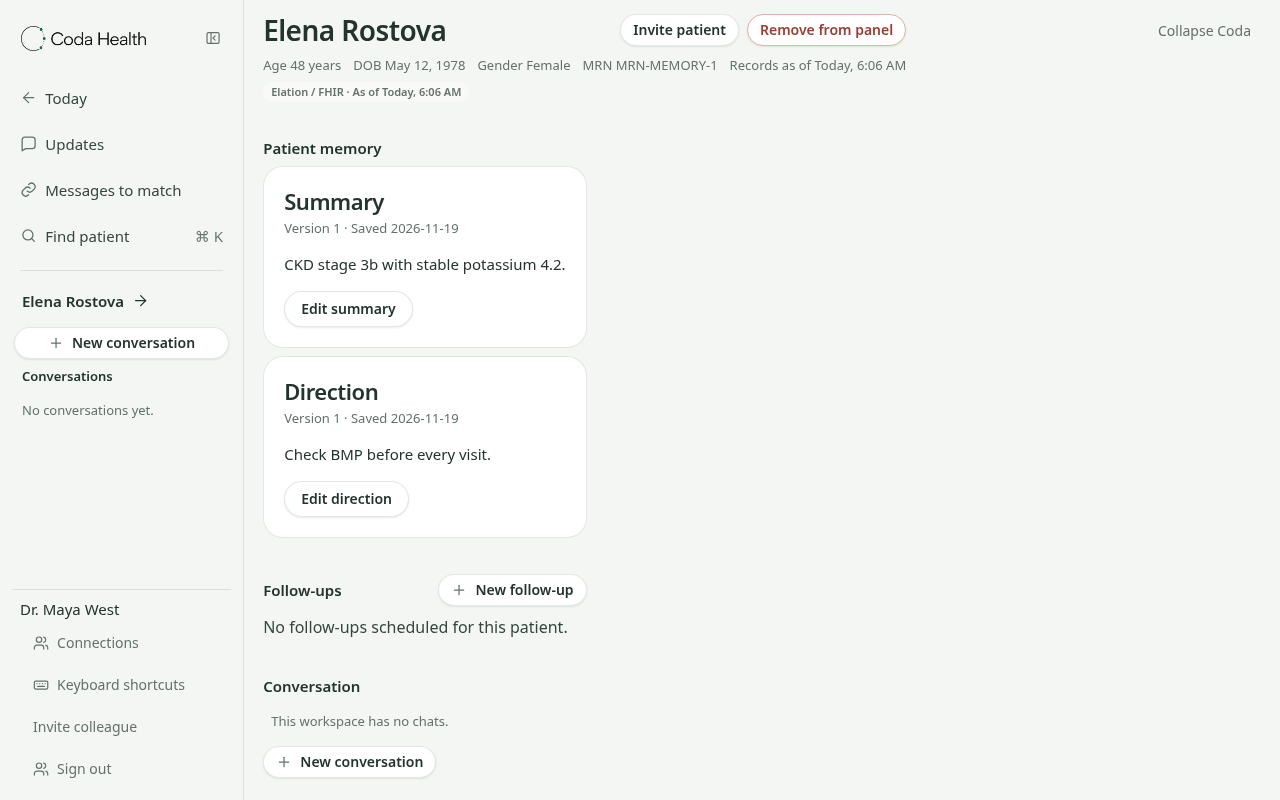 Coda Health
Today
Updates
Messages to match
Find patient ⌘ K
Elena Rostova
New conversation
Conversations
No conversations yet.
Dr. Maya West
Connections
Keyboard shortcuts
Invite colleague
Sign out
Elena Rostova
Invite patient
Remove from panel
Collapse Coda
Age 48 years DOB May 12, 1978 Gender Female MRN MRN-MEMORY-1 Records as of Today, 6:06 AM
Elation / FHIR · As of Today, 6:06 AM
Patient memory
Summary
Version 1 · Saved 2026-11-19
CKD stage 3b with stable potassium 4.2.
Edit summary
Direction
Version 1 · Saved 2026-11-19
Check BMP before every visit.
Edit direction
Follow-ups
New follow-up
No follow-ups scheduled for this patient.
Conversation
This workspace has no chats.
New conversation